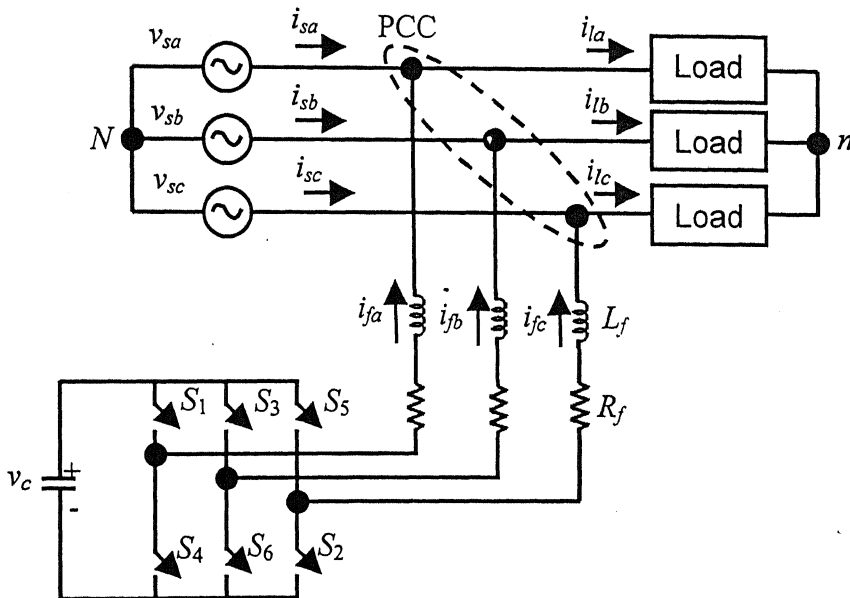 v_sa i_sa PCC i_la Load
N v_sb i_sb i_lb Load n
v_sc i_sc i_lc Load
i_fa i_fb i_fc L_f
R_f
S_1 S_3 S_5
v_c + -
S_4 S_6 S_2